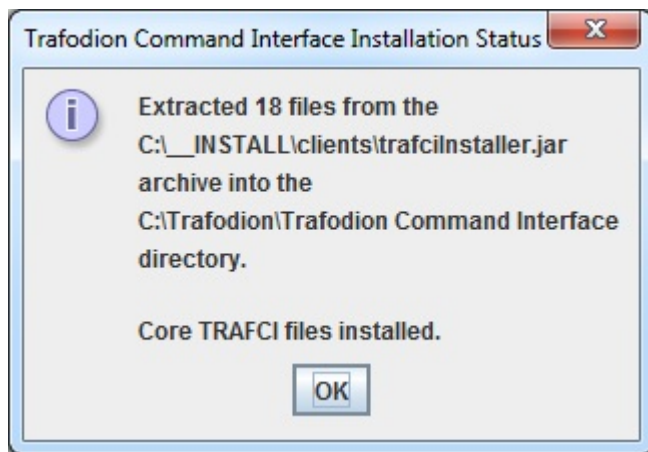 Trafodion Command Interface Installation Status
Extracted 18 files from the
C:\__INSTALL\clients\trafciInstaller.jar
archive into the
C:\Trafodion\Trafodion Command Interface
directory.
Core TRAFCI files installed.
OK